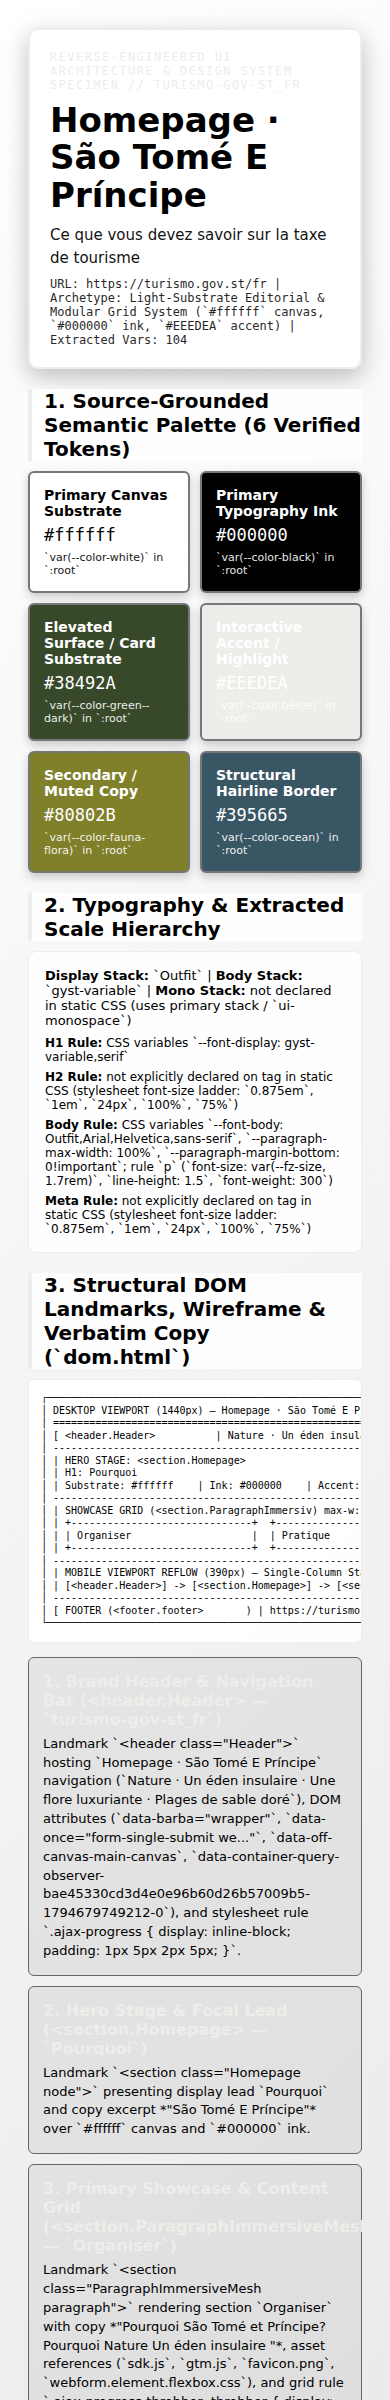 REVERSE-ENGINEERED UI
ARCHITECTURE & DESIGN SYSTEM
SPECIMEN // TURISMO-GOV-ST_FR
Homepage ·
São Tomé E
Príncipe
Ce que vous devez savoir sur la taxe
de tourisme
URL: https://turismo.gov.st/fr |
Archetype: Light-Substrate Editorial &
Modular Grid System (`#ffffff` canvas,
`#000000` ink, `#EEEDEA` accent) |
Extracted Vars: 104
1. Source-Grounded
Semantic Palette (6 Verified
Tokens)
Primary Canvas
Substrate
#ffffff
`var(--color-white)` in
`:root`
Primary
Typography Ink
#000000
`var(--color-black)` in
`:root`
Elevated
Surface / Card
Substrate
#38492A
`var(--color-green--
dark)` in `:root`
Interactive
Accent /
Highlight
#EEEDEA
`var(--color-beige)` in
`:root`
Secondary /
Muted Copy
#80802B
`var(--color-fauna-
flora)` in `:root`
Structural
Hairline Border
#395665
`var(--color-ocean)` in
`:root`
2. Typography & Extracted
Scale Hierarchy
Display Stack: `Outfit` | Body Stack:
`gyst-variable` | Mono Stack: not declared
in static CSS (uses primary stack / `ui-
monospace`)
H1 Rule: CSS variables `--font-display: gyst-
variable,serif`
H2 Rule: not explicitly declared on tag in static
CSS (stylesheet font-size ladder: `0.875em`,
`1em`, `24px`, `100%`, `75%`)
Body Rule: CSS variables `--font-body:
Outfit,Arial,Helvetica,sans-serif`, `--paragraph-
max-width: 100%`, `--paragraph-margin-bottom:
0!important`; rule `p` (`font-size: var(--fz-size,
1.7rem)`, `line-height: 1.5`, `font-weight: 300`)
Meta Rule: not explicitly declared on tag in
static CSS (stylesheet font-size ladder:
`0.875em`, `1em`, `24px`, `100%`, `75%`)
3. Structural DOM
Landmarks, Wireframe &
Verbatim Copy
(`dom.html`)
DESKTOP VIEWPORT (1440px) — Homepage · São Tomé E P
[ <header.Header> | Nature · Un éden insul
| HERO STAGE: <section.Homepage>
| H1: Pourquoi
| Substrate: #ffffff | Ink: #000000 | Accent:
| SHOWCASE GRID (<section.ParagraphImmersiv) max-w:
| +------------------------------+ +--------------
| | Organiser | | Pratique
| +------------------------------+ +--------------
| MOBILE VIEWPORT REFLOW (390px) — Single-Column St
| [<header.Header>] -> [<section.Homepage>] -> [<se
[ FOOTER (<footer.footer> ) | https://turismo
1. Brand Header & Navigation
Bar (<header.Header> —
`turismo-gov-st_fr`)
Landmark `<header class="Header">`
hosting `Homepage · São Tomé E Príncipe`
navigation (`Nature · Un éden insulaire · Une
flore luxuriante · Plages de sable doré`), DOM
attributes (`data-barba="wrapper"`, `data-
once="form-single-submit we..."`, `data-off-
canvas-main-canvas`, `data-container-query-
observer-
bae45330cd3d4e0e96b60d26b57009b5-
1794679749212-0`), and stylesheet rule
`.ajax-progress { display: inline-block;
padding: 1px 5px 2px 5px; }`.
2. Hero Stage & Focal Lead
(<section.Homepage> —
`Pourquoi`)
Landmark `<section class="Homepage
node">` presenting display lead `Pourquoi`
and copy excerpt *"São Tomé E Príncipe"*
over `#ffffff` canvas and `#000000` ink.
3. Primary Showcase & Content
Grid
(<section.ParagraphImmersiveMesh
— `Organiser`)
Landmark `<section
class="ParagraphImmersiveMesh
paragraph">` rendering section `Organiser`
with copy *"Pourquoi São Tomé et Príncipe?
Pourquoi Nature Un éden insulaire "*, asset
references (`sdk.js`, `gtm.js`, `favicon.png`,
`webform.element.flexbox.css`), and grid rule